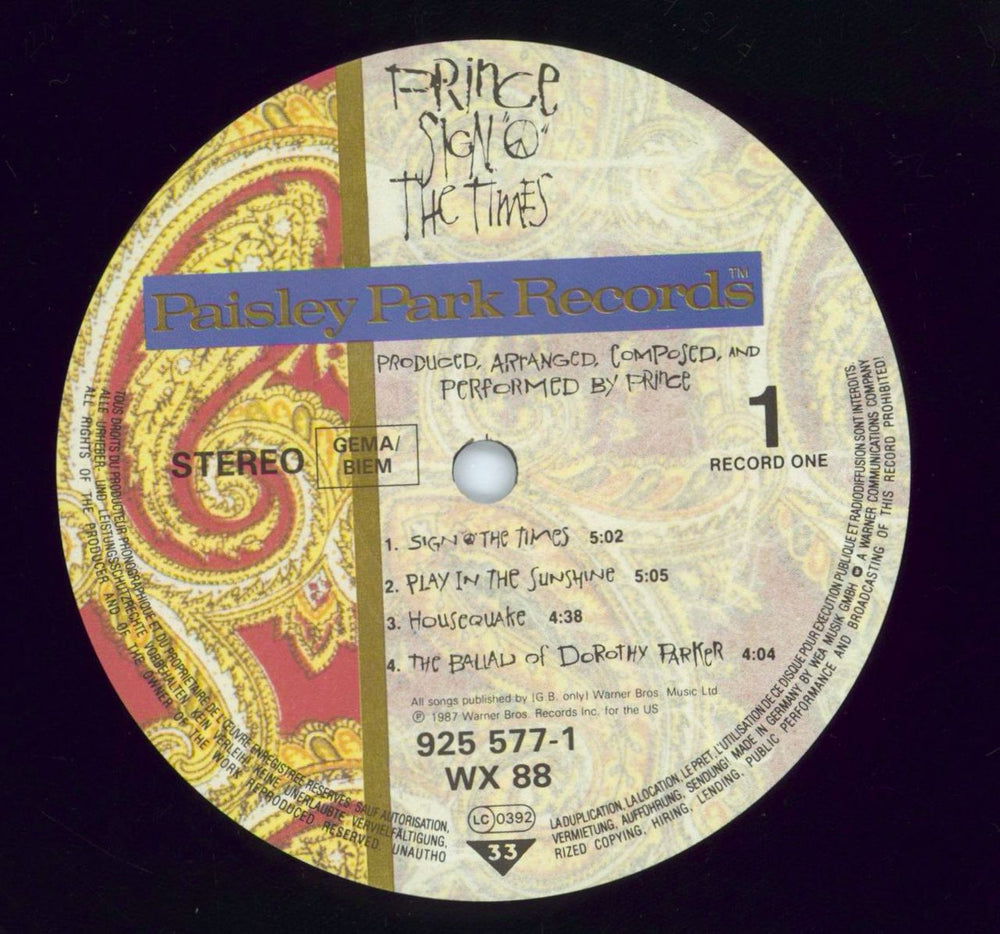 PRINCE
SIGN "☮"
THE TIMES
Paisley Park Records™
PRODUCED, ARRANGED, COMPOSED, AND
PERFORMED BY PRINCE
1
RECORD ONE
STEREO
GEMA/
BIEM
1. SIGN ☮ THE TIMES 5:02
2. PLAY IN THE SUNSHINE 5:05
3. HOUSEQUAKE 4:38
4. THE BALLAD of DOROTHY PARKER 4:04
All songs published by (G B. only) Warner Bros. Music Ltd
℗ 1987 Warner Bros. Records Inc. for the US
925 577-1
WX 88
LC 0392
33
TOUS DROITS DU PRODUCTEUR PHONOGRAPHIQUE ET DU PROPRIETAIRE DE L'ŒUVRE ENREGISTREE RESERVES. SAUF AUTORISATION, LA DUPLICATION, LA LOCATION, LE PRET, L'UTILISATION DE CE DISQUE POUR EXECUTION PUBLIQUE ET RADIODIFFUSION SONT INTERDITS
ALLE URHEBER- UND LEISTUNGSSCHUTZRECHTE VORBEHALTEN. KEIN VERLEIH! KEINE UNERLAUBTE VERVIELFÄLTIGUNG, VERMIETUNG, AUFFÜHRUNG, SENDUNG! MADE IN GERMANY BY WEA MUSIK GMBH A WARNER COMMUNICATIONS COMPANY
ALL RIGHTS OF THE PRODUCER AND OF THE OWNER OF THE WORK REPRODUCED RESERVED UNAUTHORIZED COPYING, HIRING, LENDING, PUBLIC PERFORMANCE AND BROADCASTING OF THIS RECORD PROHIBITED!